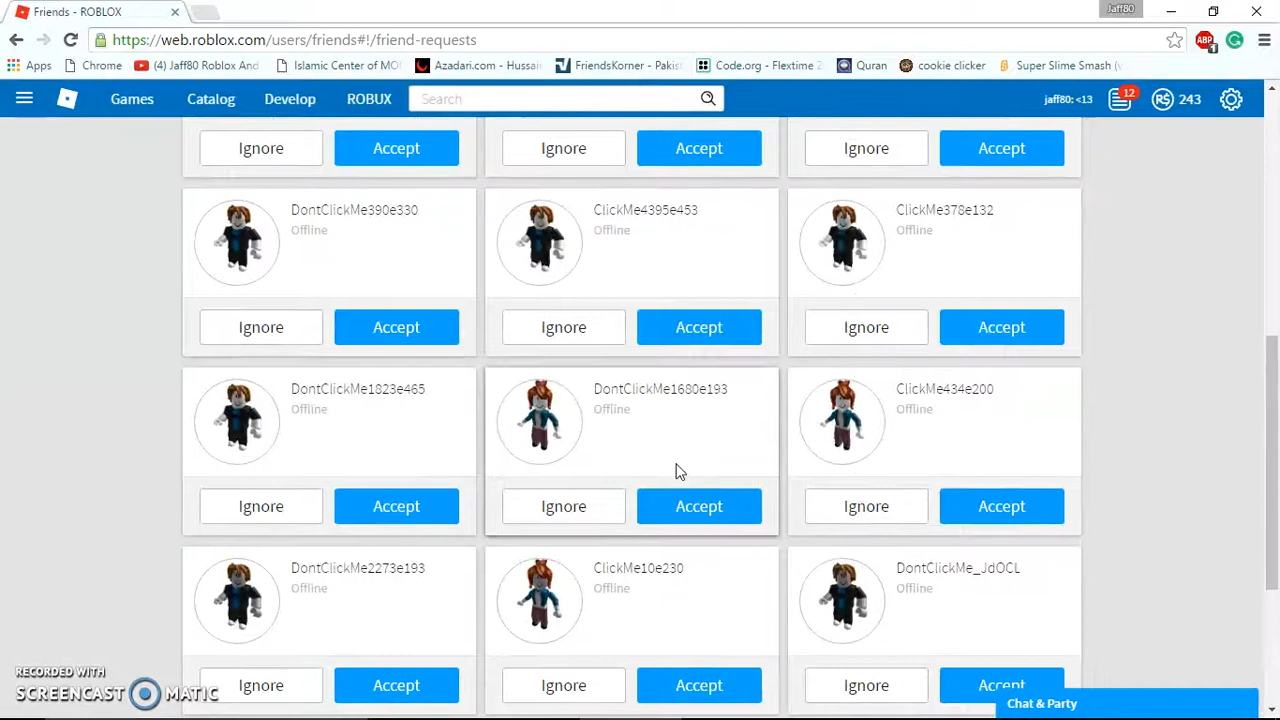 Friends - ROBLOX
Jaff80
https://web.roblox.com/users/friends#!/friend-requests
ABP 1
Apps Chrome (4) Jaff80 Roblox And Islamic Center of MO Azadari.com - Hussai FriendsKorner - Pakis Code.org - Flextime 2 Quran cookie clicker Super Slime Smash (v
Games Catalog Develop ROBUX Search jaff80: <13 12 R$ 243
Ignore Accept Ignore Accept Ignore Accept
DontClickMe390e330 ClickMe4395e453 ClickMe378e132
Offline Offline Offline
Ignore Accept Ignore Accept Ignore Accept
DontClickMe1823e465 DontClickMe1680e193 ClickMe434e200
Offline Offline Offline
Ignore Accept Ignore Accept Ignore Accept
DontClickMe2273e193 ClickMe10e230 DontClickMe_JdOCL
Offline Offline Offline
Ignore Accept Ignore Accept Ignore Accept
Chat & Party
RECORDED WITH
SCREENCAST MATIC